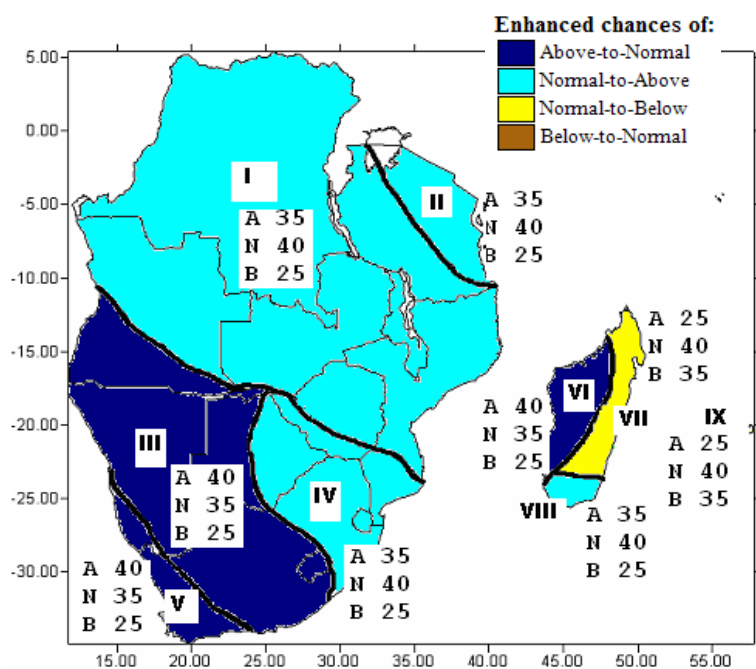 Enhanced chances of:
Above-to-Normal
Normal-to-Above
Normal-to-Below
Below-to-Normal
5.00
0.00
-5.00
-10.00
-15.00
-20.00
-25.00
-30.00
I
A 35
N 40
B 25
II
A 35
N 40
B 25
III
A 40
N 35
B 25
IV
A 35
N 40
B 25
V
A 40
N 35
B 25
VI
A 40
N 35
B 25
VII
A 25
N 40
B 35
VIII
A 35
N 40
B 25
IX
A 25
N 40
B 35
15.00 20.00 25.00 30.00 35.00 40.00 45.00 50.00 55.00